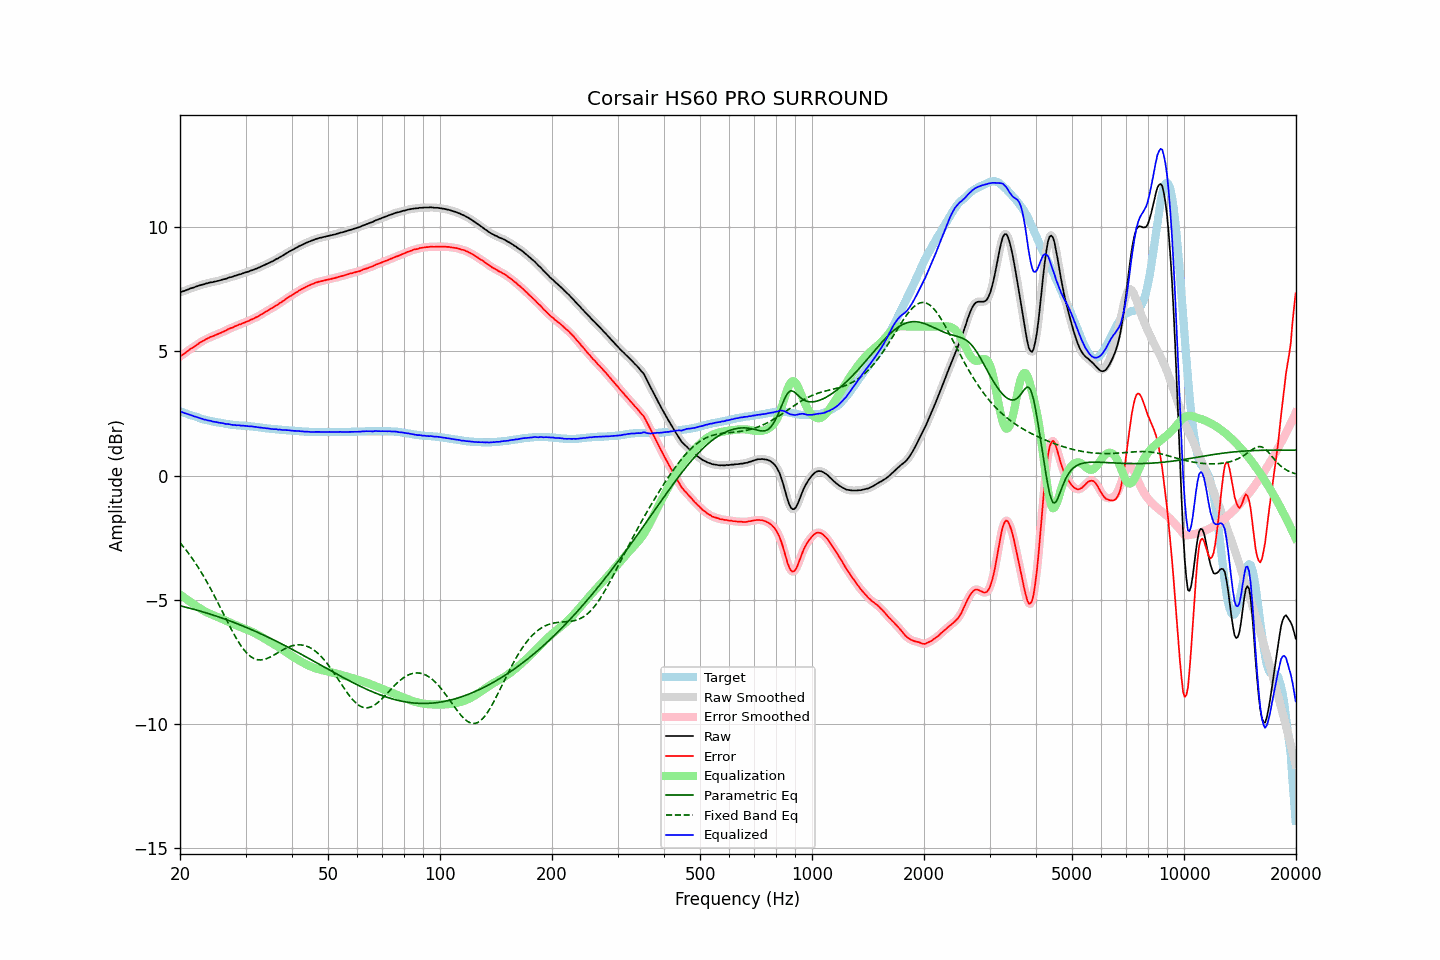 Corsair HS60 PRO SURROUND
Amplitude (dBr)
10
5
0
−5
−10
−15
20
50
100
200
500
1000
2000
5000
10000
20000
Frequency (Hz)
Target
Raw Smoothed
Error Smoothed
Raw
Error
Equalization
Parametric Eq
Fixed Band Eq
Equalized